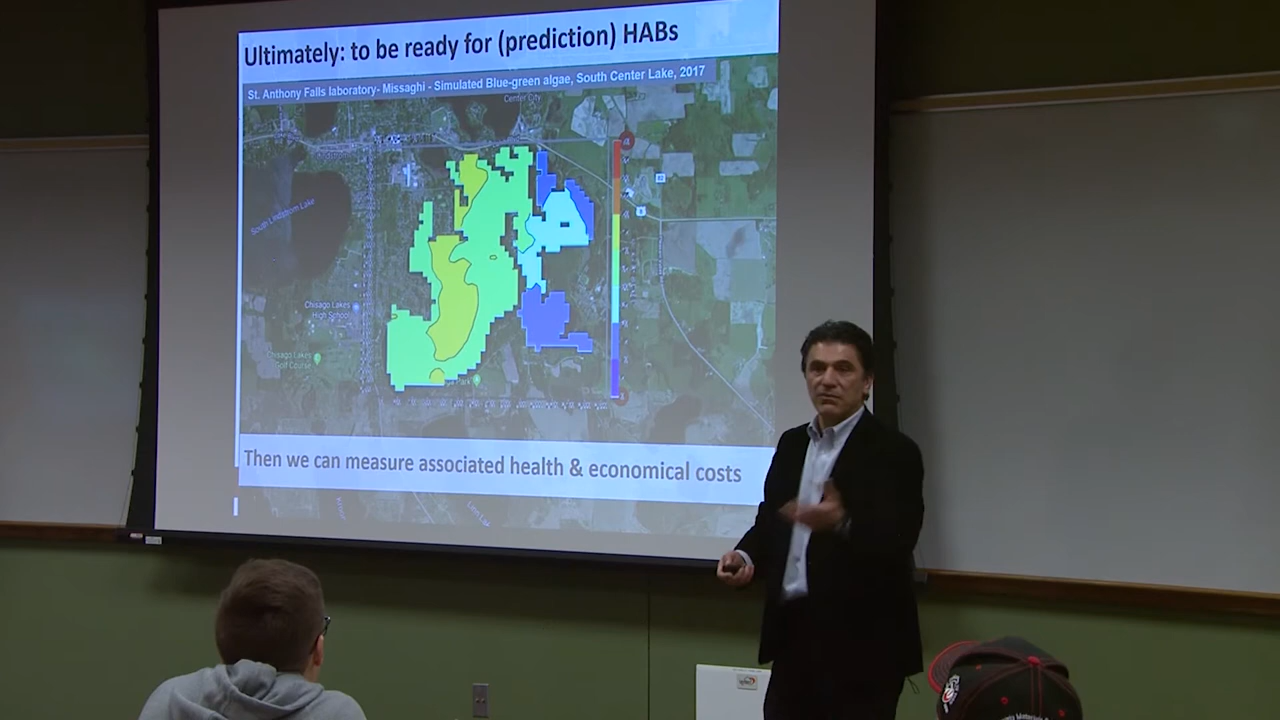 Ultimately: to be ready for (prediction) HABs
St. Anthony Falls laboratory- Missaghi - Simulated Blue-green algae, South Center Lake, 2017
Center City
South Lindstrom Lake
Chisago Lakes
High School
Chisago Lakes
Golf Course
Then we can measure associated health & economical costs